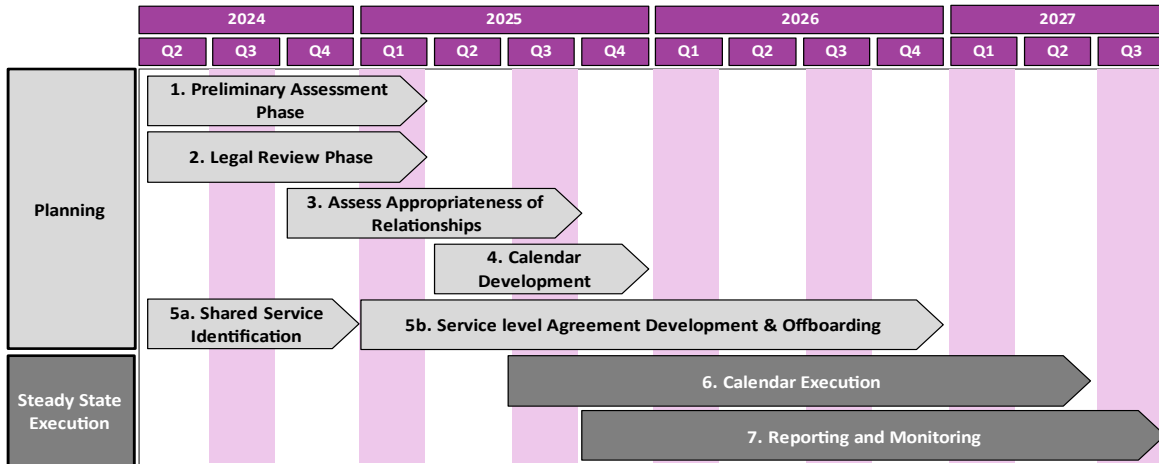 2024 2025 2026 2027
Q2 Q3 Q4 Q1 Q2 Q3 Q4 Q1 Q2 Q3 Q4 Q1 Q2 Q3
Planning
1. Preliminary Assessment
Phase
2. Legal Review Phase
3. Assess Appropriateness of
Relationships
4. Calendar
Development
5a. Shared Service
Identification
5b. Service level Agreement Development & Offboarding
Steady State
Execution
6. Calendar Execution
7. Reporting and Monitoring